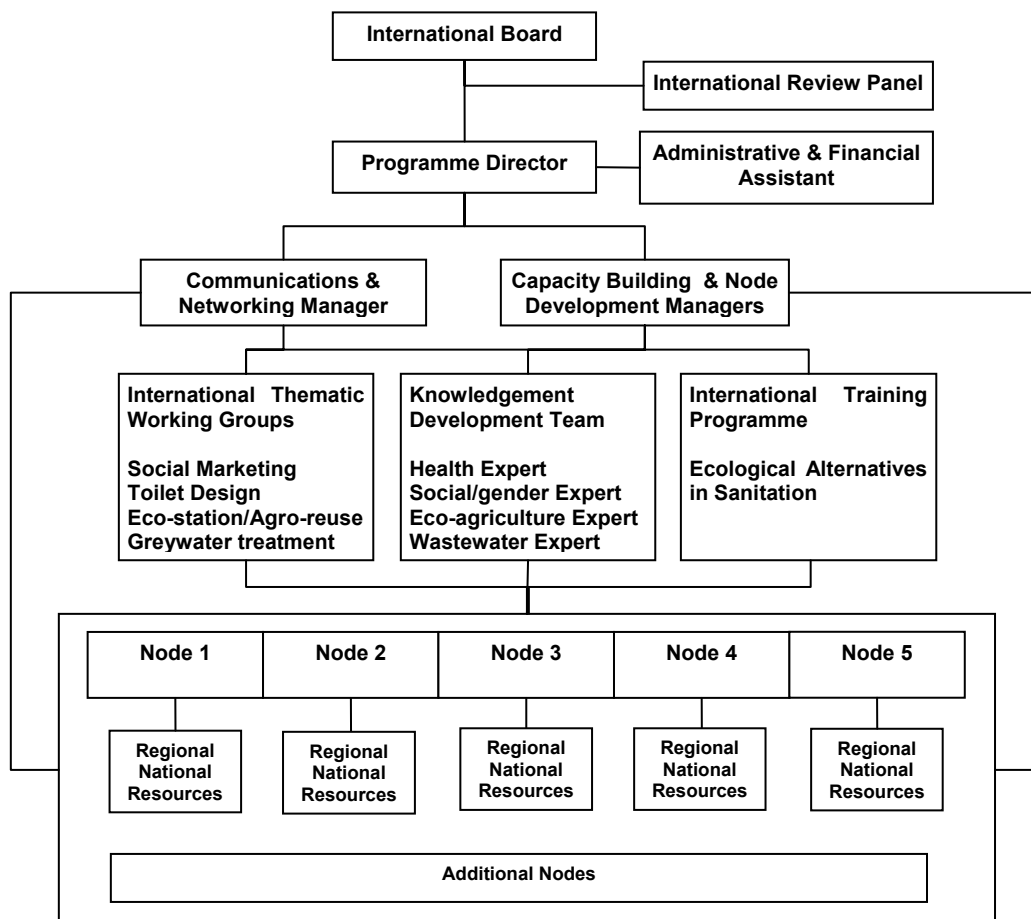 International Board
International Review Panel
Programme Director
Administrative & Financial
Assistant
Communications &
Networking Manager
Capacity Building & Node
Development Managers
International Thematic
Working Groups
Social Marketing
Toilet Design
Eco-station/Agro-reuse
Greywater treatment
Knowledgement
Development Team
Health Expert
Social/gender Expert
Eco-agriculture Expert
Wastewater Expert
International Training
Programme
Ecological Alternatives
in Sanitation
Node 1
Node 2
Node 3
Node 4
Node 5
Regional
National
Resources
Regional
National
Resources
Regional
National
Resources
Regional
National
Resources
Regional
National
Resources
Additional Nodes